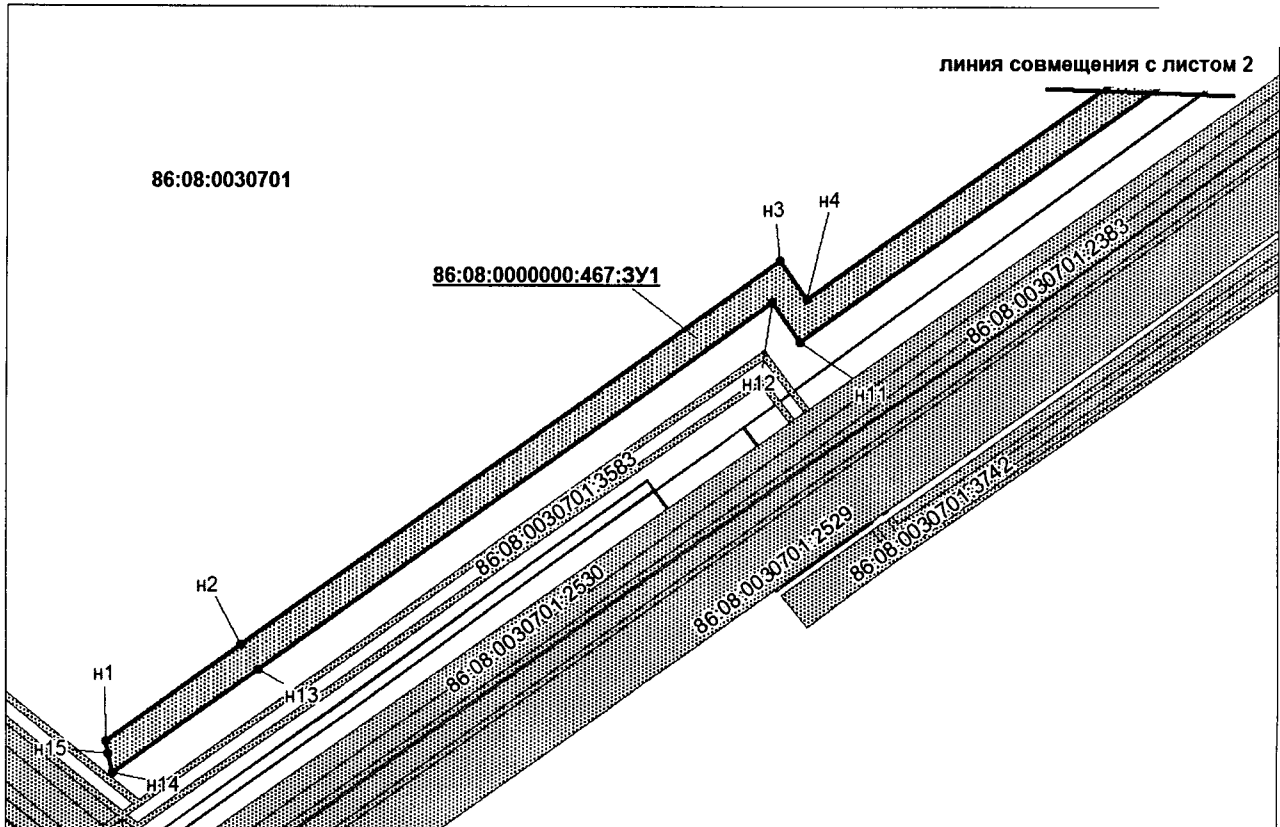 линия совмещения с листом 2
86:08:0030701
н3
н4
86:08:0000000:467:ЗУ1
86:08:0030701:2383
н12
н11
86:08:0030701:3583
86:08:0030701:3742
86:08:0030701:2529
86:08:0030701:2530
н2
н1
н13
н15
н14